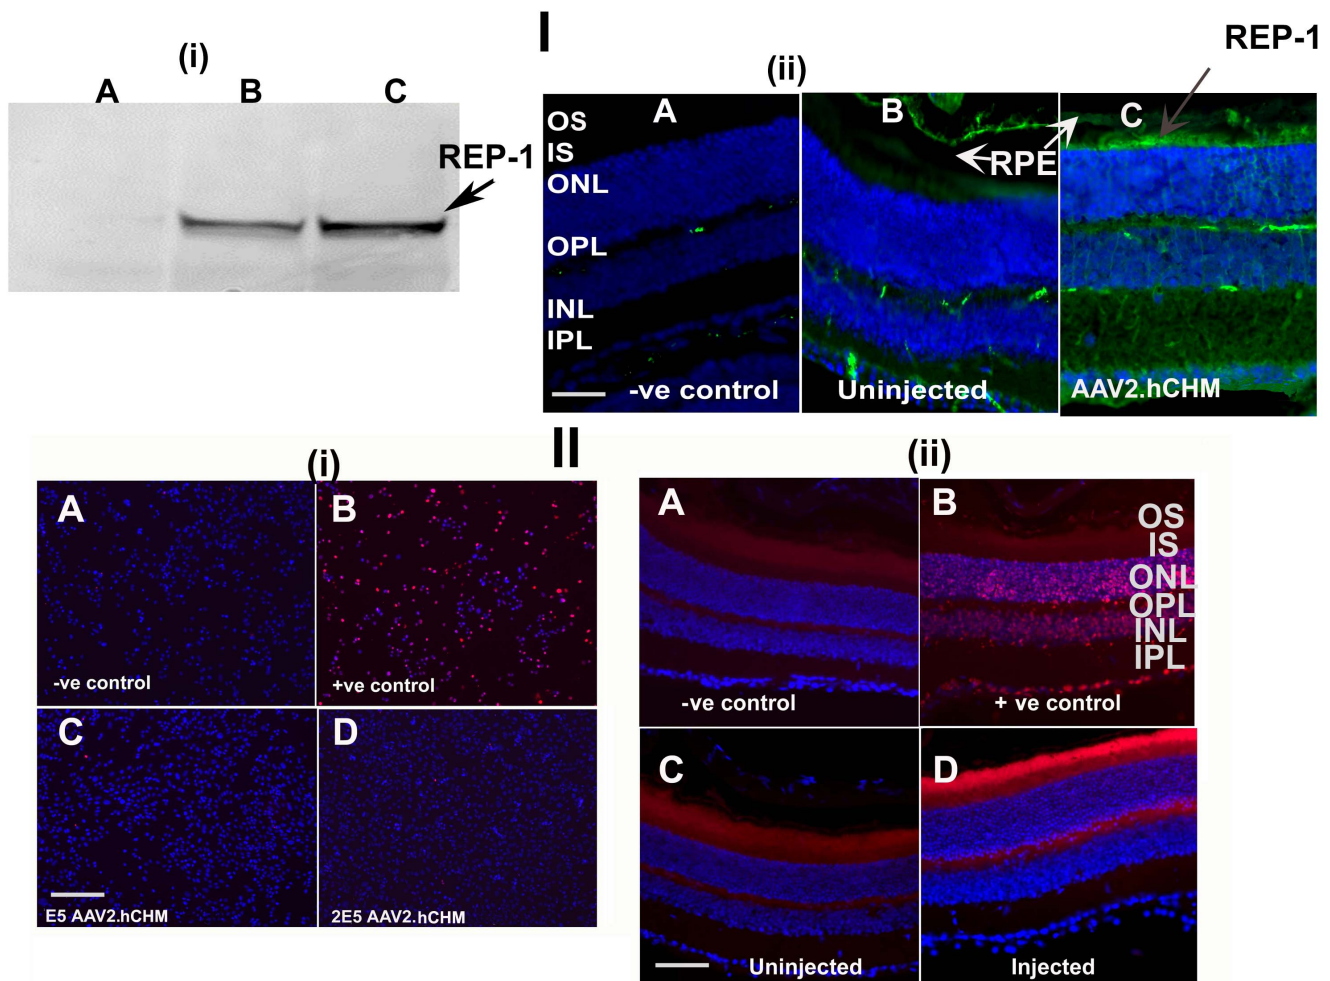 I
(i)
A B C
REP-1
(ii)
REP-1
A
OS
IS
ONL
OPL
INL
IPL
-ve control
B
RPE
Uninjected
C
AAV2.hCHM
II
(i)
A
-ve control
B
+ve control
C
E5 AAV2.hCHM
D
2E5 AAV2.hCHM
(ii)
A
-ve control
B
OS
IS
ONL
OPL
INL
IPL
+ ve control
C
Uninjected
D
Injected